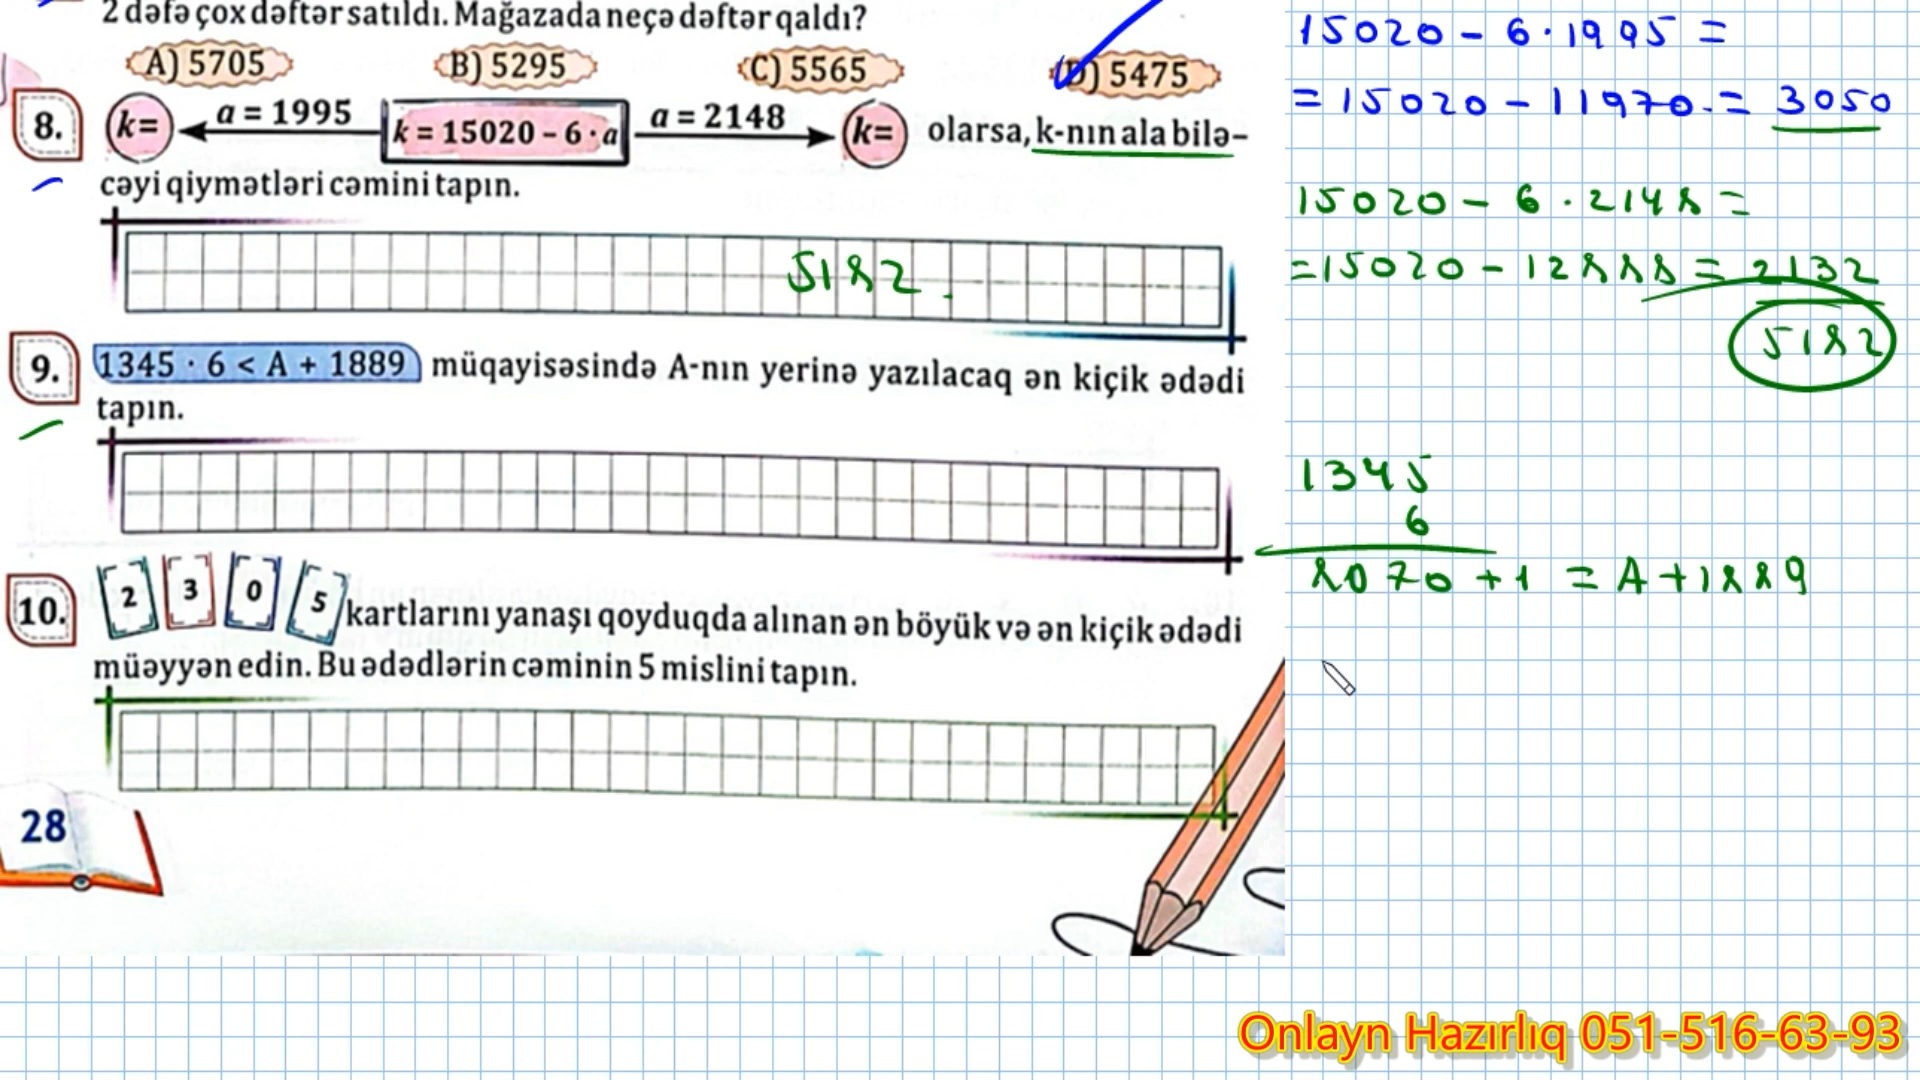 2 dəfə çox dəftər satıldı. Mağazada neçə dəftər qaldı?
A) 5705 B) 5295 C) 5565 D) 5475
8. k= a = 1995 k = 15020 – 6 · a a = 2148 k= olarsa, k-nın ala bilə–
cəyi qiymətləri cəmini tapın.
5182.
9. 1345 · 6 < A + 1889 müqayisəsində A-nın yerinə yazılacaq ən kiçik ədədi
tapın.
10. 2 3 0 5 kartlarını yanaşı qoyduqda alınan ən böyük və ən kiçik ədədi
müəyyən edin. Bu ədədlərin cəminin 5 mislini tapın.
28
15020 – 6 · 1995 =
= 15020 – 11970 = 3050
15020 – 6 · 2148 =
= 15020 – 12888 = 2132
5182
1345
6
8070 + 1 = A + 1889
Onlayn Hazırlıq 051-516-63-93